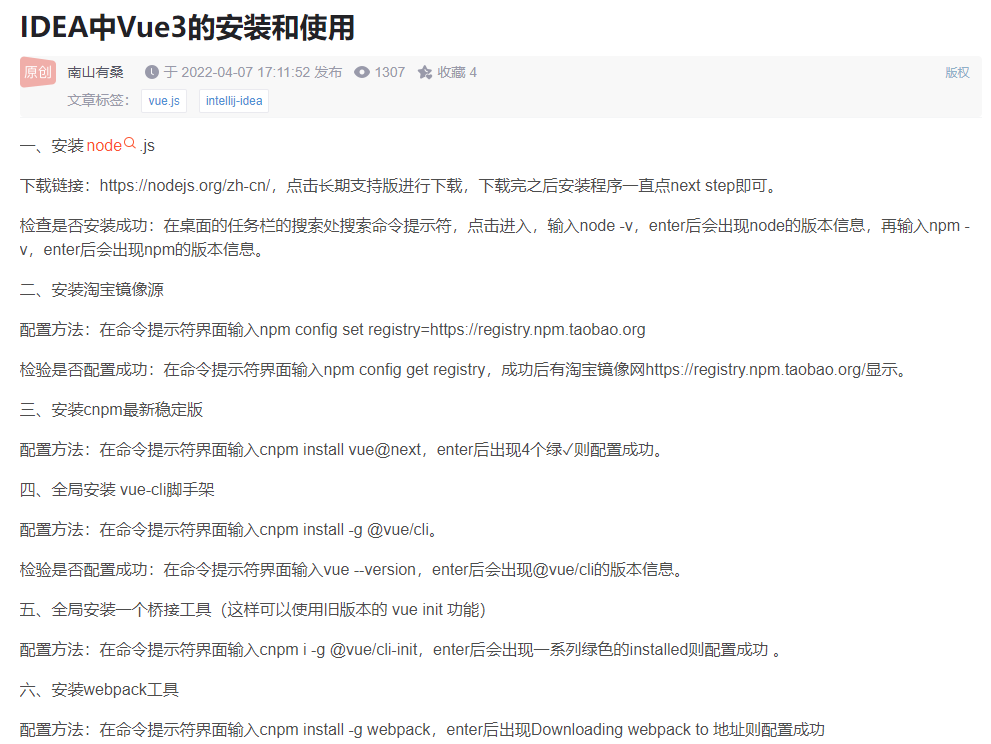 IDEA中Vue3的安装和使用
原创 南山有桑 于 2022-04-07 17:11:52 发布 1307 收藏 4 版权
文章标签： vue.js intellij-idea
一、安装 node .js
下载链接：https://nodejs.org/zh-cn/，点击长期支持版进行下载，下载完之后安装程序一直点next step即可。
检查是否安装成功：在桌面的任务栏的搜索处搜索命令提示符，点击进入，输入node -v，enter后会出现node的版本信息，再输入npm -
v，enter后会出现npm的版本信息。
二、安装淘宝镜像源
配置方法：在命令提示符界面输入npm config set registry=https://registry.npm.taobao.org
检验是否配置成功：在命令提示符界面输入npm config get registry，成功后有淘宝镜像网https://registry.npm.taobao.org/显示。
三、安装cnpm最新稳定版
配置方法：在命令提示符界面输入cnpm install vue@next，enter后出现4个绿√则配置成功。
四、全局安装 vue-cli脚手架
配置方法：在命令提示符界面输入cnpm install -g @vue/cli。
检验是否配置成功：在命令提示符界面输入vue --version，enter后会出现@vue/cli的版本信息。
五、全局安装一个桥接工具（这样可以使用旧版本的 vue init 功能）
配置方法：在命令提示符界面输入cnpm i -g @vue/cli-init，enter后会出现一系列绿色的installed则配置成功 。
六、安装webpack工具
配置方法：在命令提示符界面输入cnpm install -g webpack，enter后出现Downloading webpack to 地址则配置成功